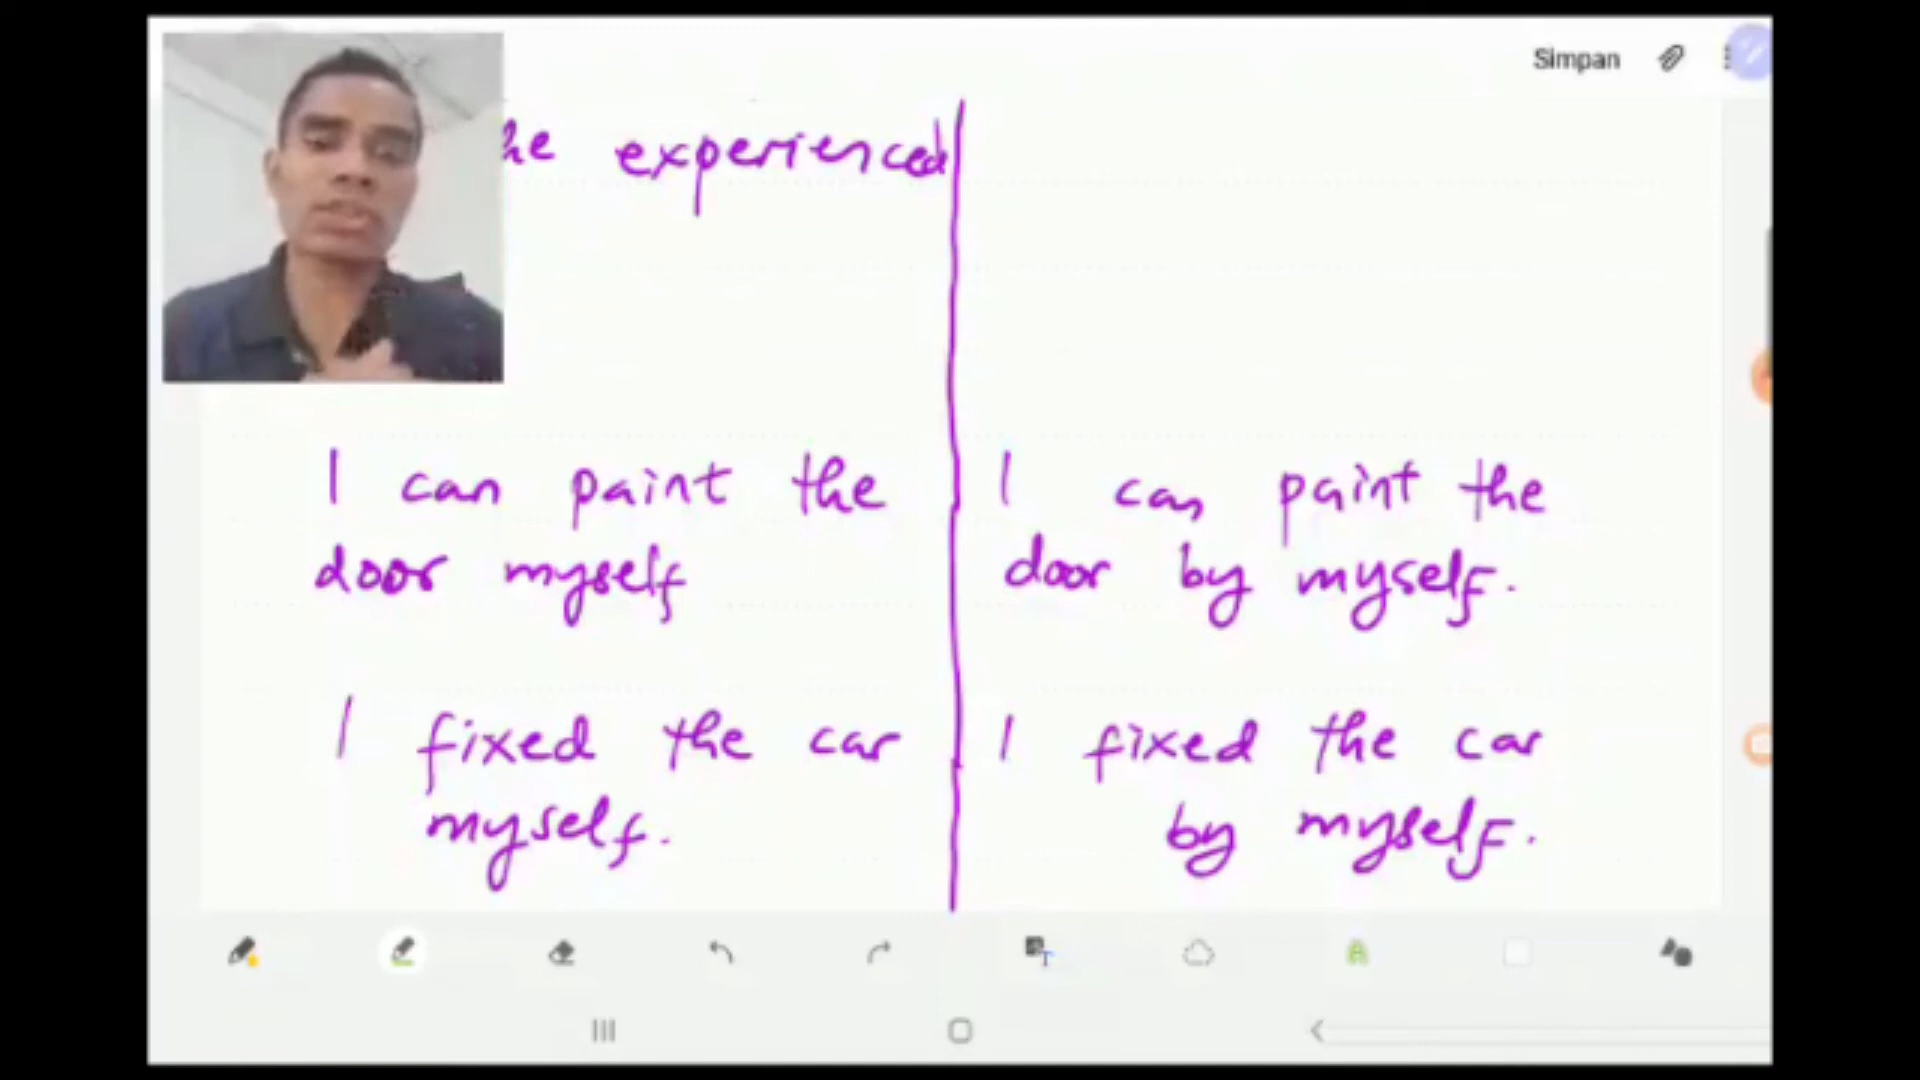 Simpan
he experienced
I can paint the
door myself
I fixed the car
myself.
I can paint the
door by myself.
I fixed the car
by myself.